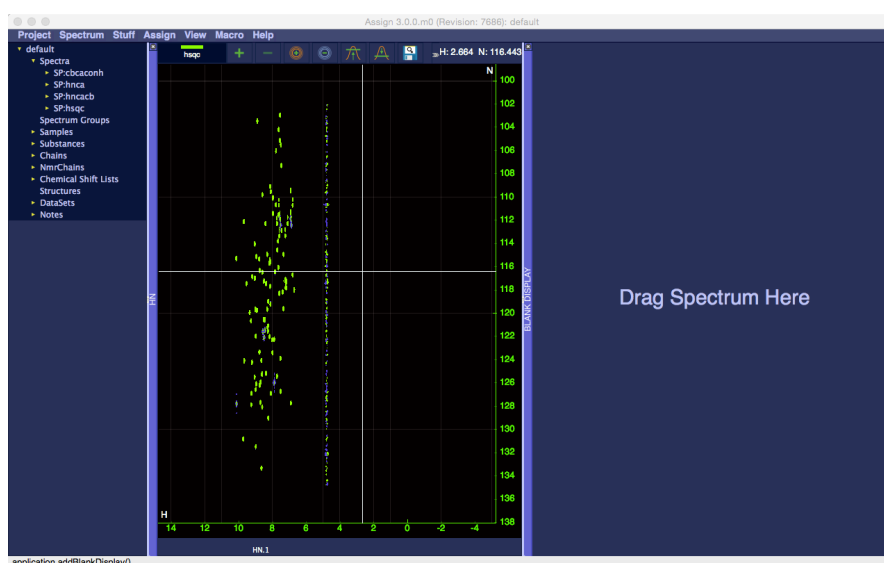 Assign 3.0.0.m0 (Revision: 7686): default
Project Spectrum Stuff Assign View Macro Help
default
Spectra
SP:cbcaconh
SP:hnca
SP:hncacb
SP:hsqc
Spectrum Groups
Samples
Substances
Chains
NmrChains
Chemical Shift Lists
Structures
DataSets
Notes
HN
hsqc
H: 2.664 N: 116.443
N
100
102
104
106
108
110
112
114
116
118
120
122
124
126
128
130
132
134
136
138
H
14 12 10 8 6 4 2 0 -2 -4
HN.1
BLANK DISPLAY
Drag Spectrum Here
application.addBlankDisplay()